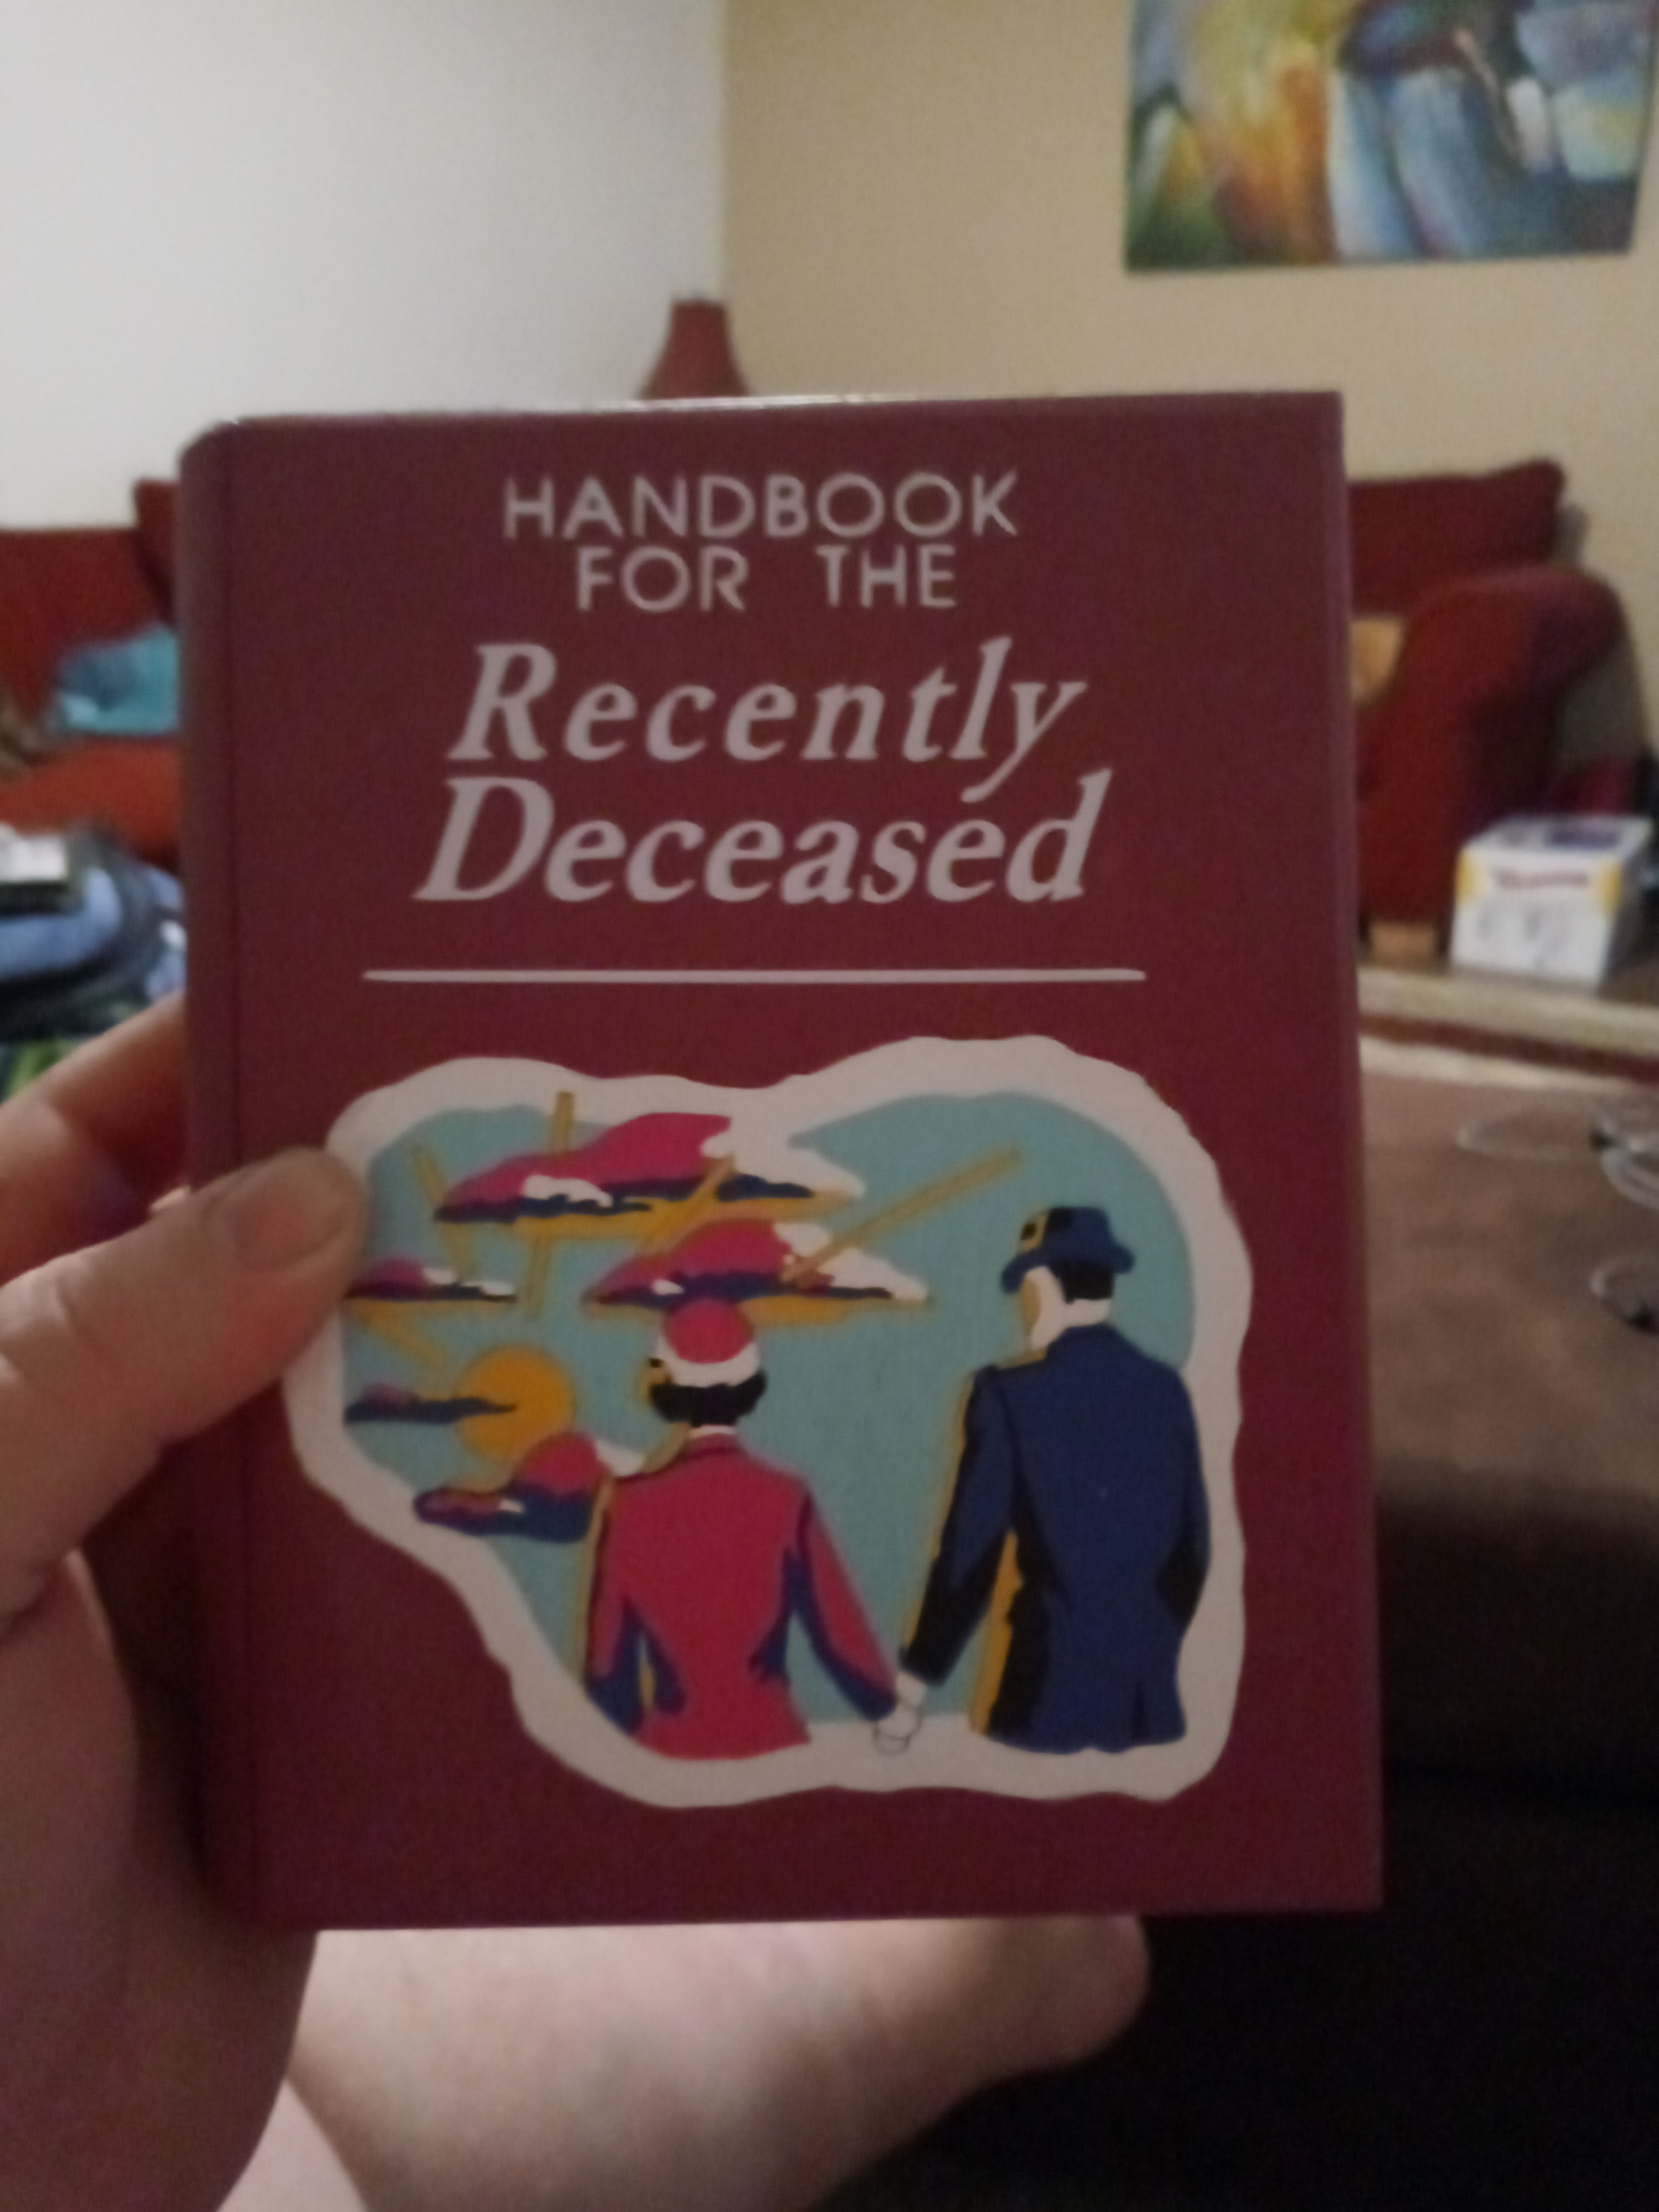 HANDBOOK
FOR THE
Recently
Deceased